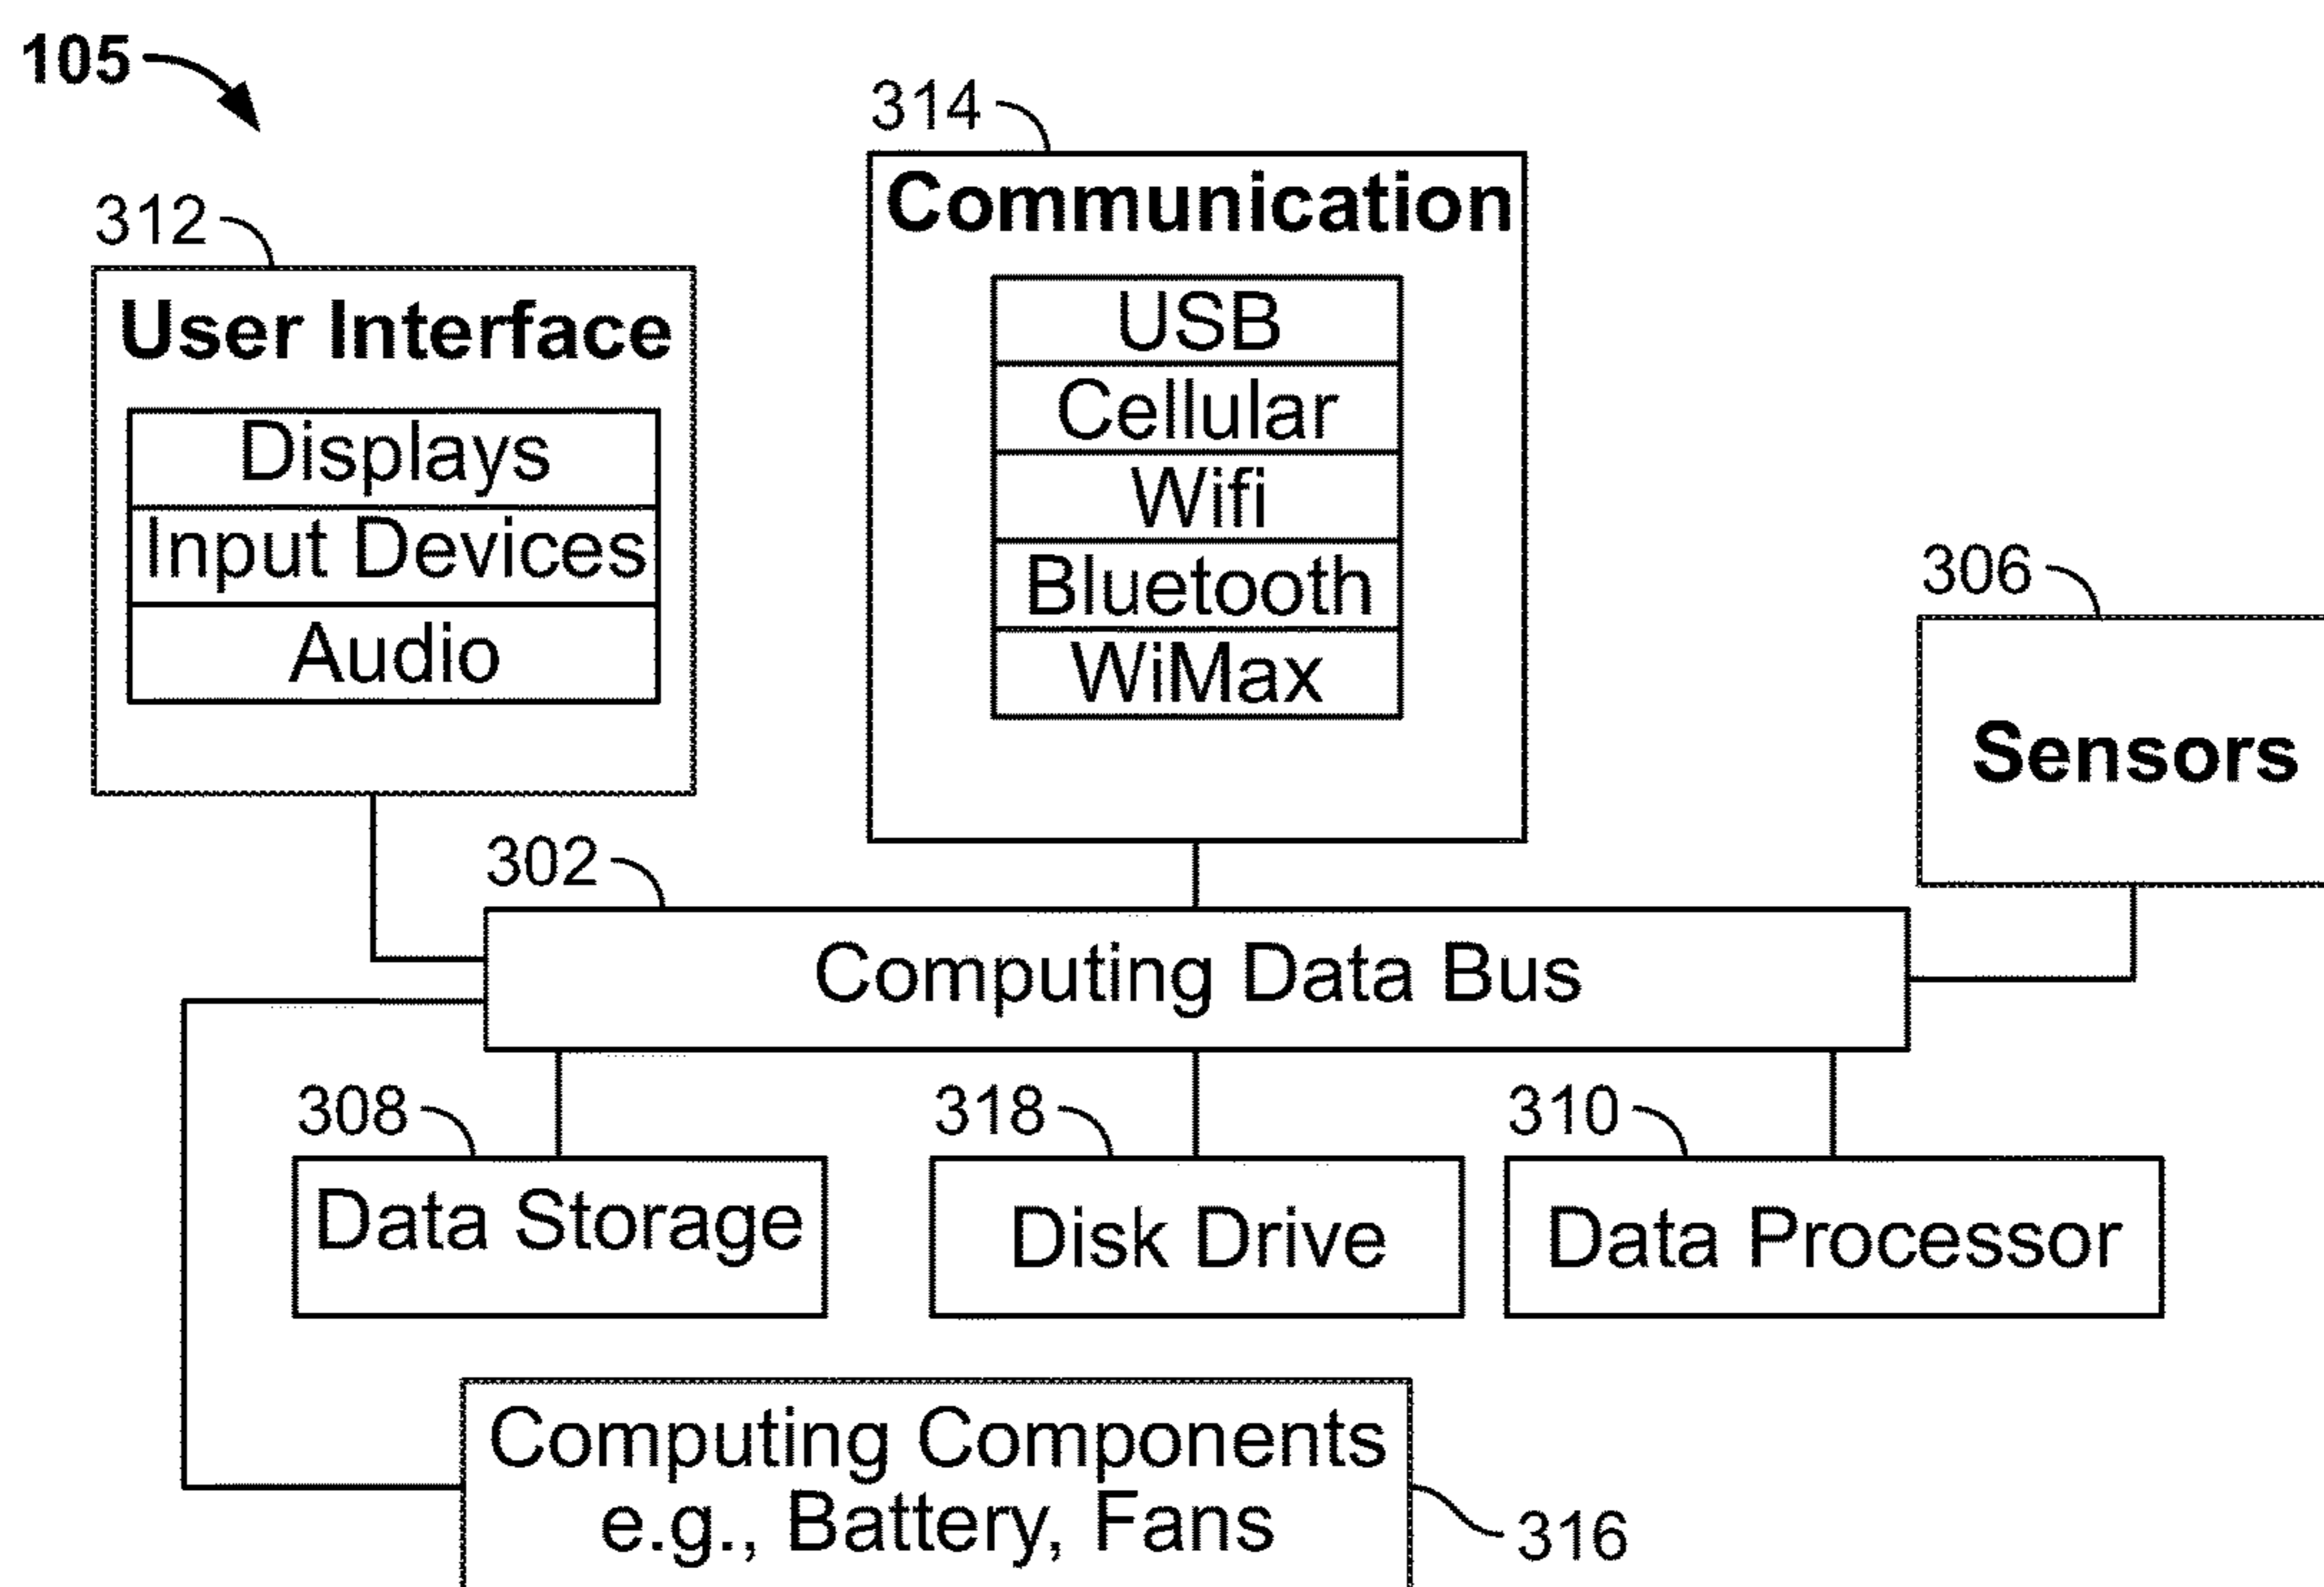 105
314
Communication
312
User Interface
USB
Cellular
Displays
Wifi
Input Devices
Bluetooth
306
Audio
WiMax
Sensors
302
Computing Data Bus
308
318
310
Data Storage
Disk Drive
Data Processor
Computing Components
e.g., Battery, Fans
316